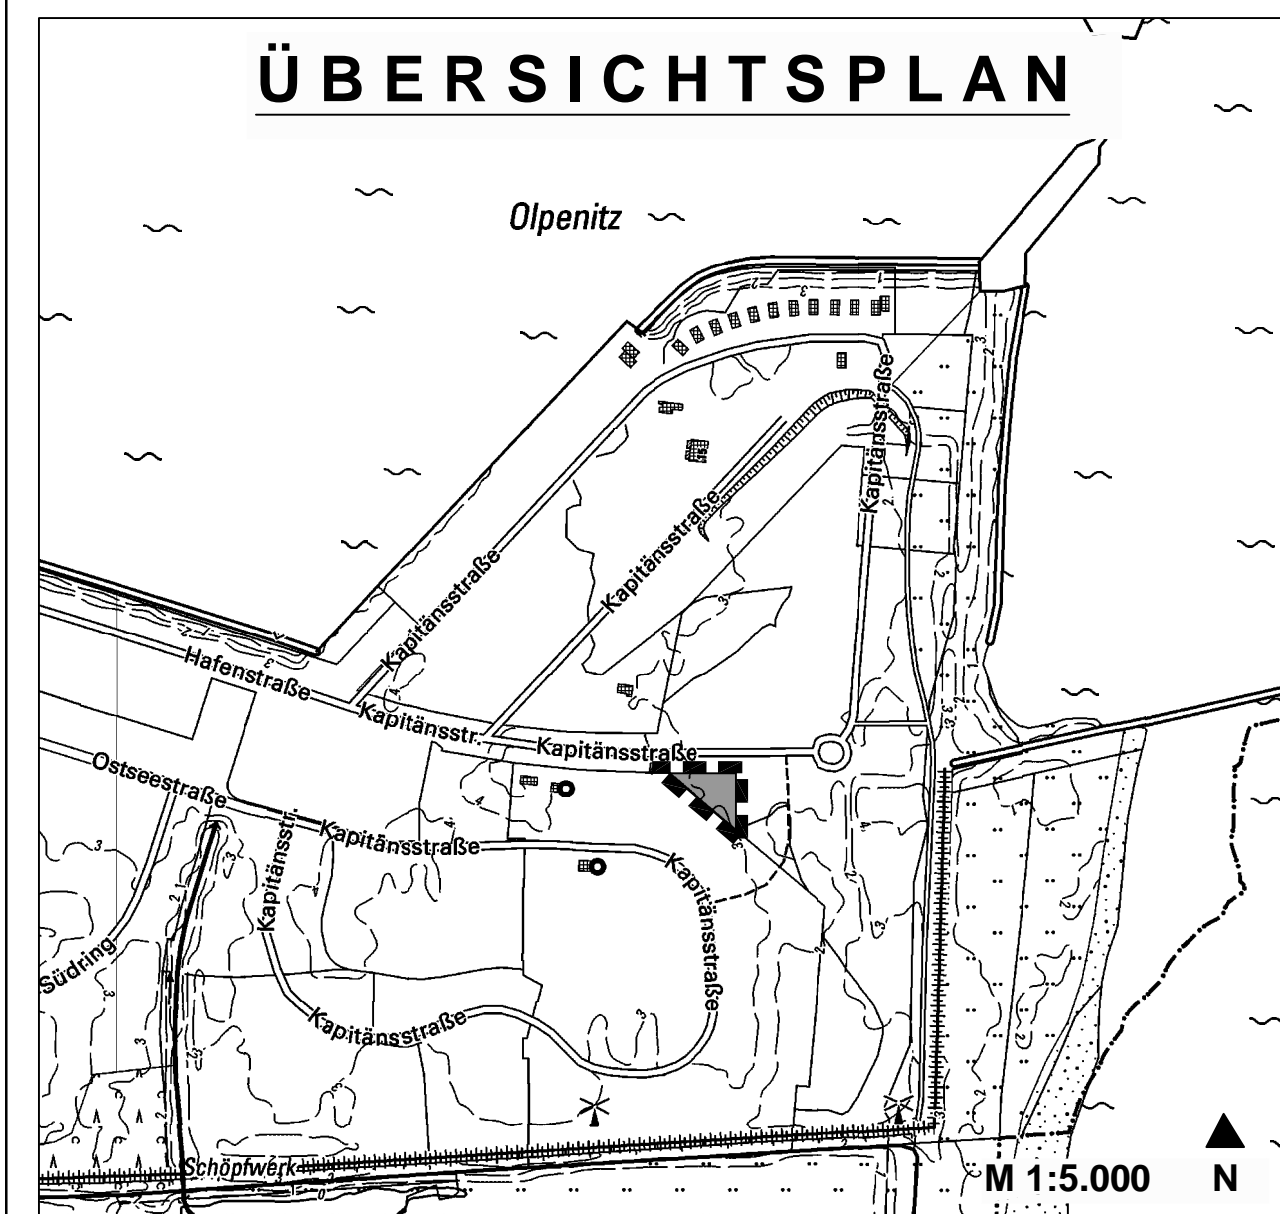 ÜBERSICHTSPLAN
Olpenitz
Kapitänsstraße
Kapitänsstraße
Kapitänsstraße
Hafenstraße
Kapitänsstr.
Kapitänsstraße
Ostseestraße
Kapitänsstr.
Kapitänsstraße
Kapitänsstraße
Südring
Kapitänsstraße
Schöpfwerk
M 1:5.000
N